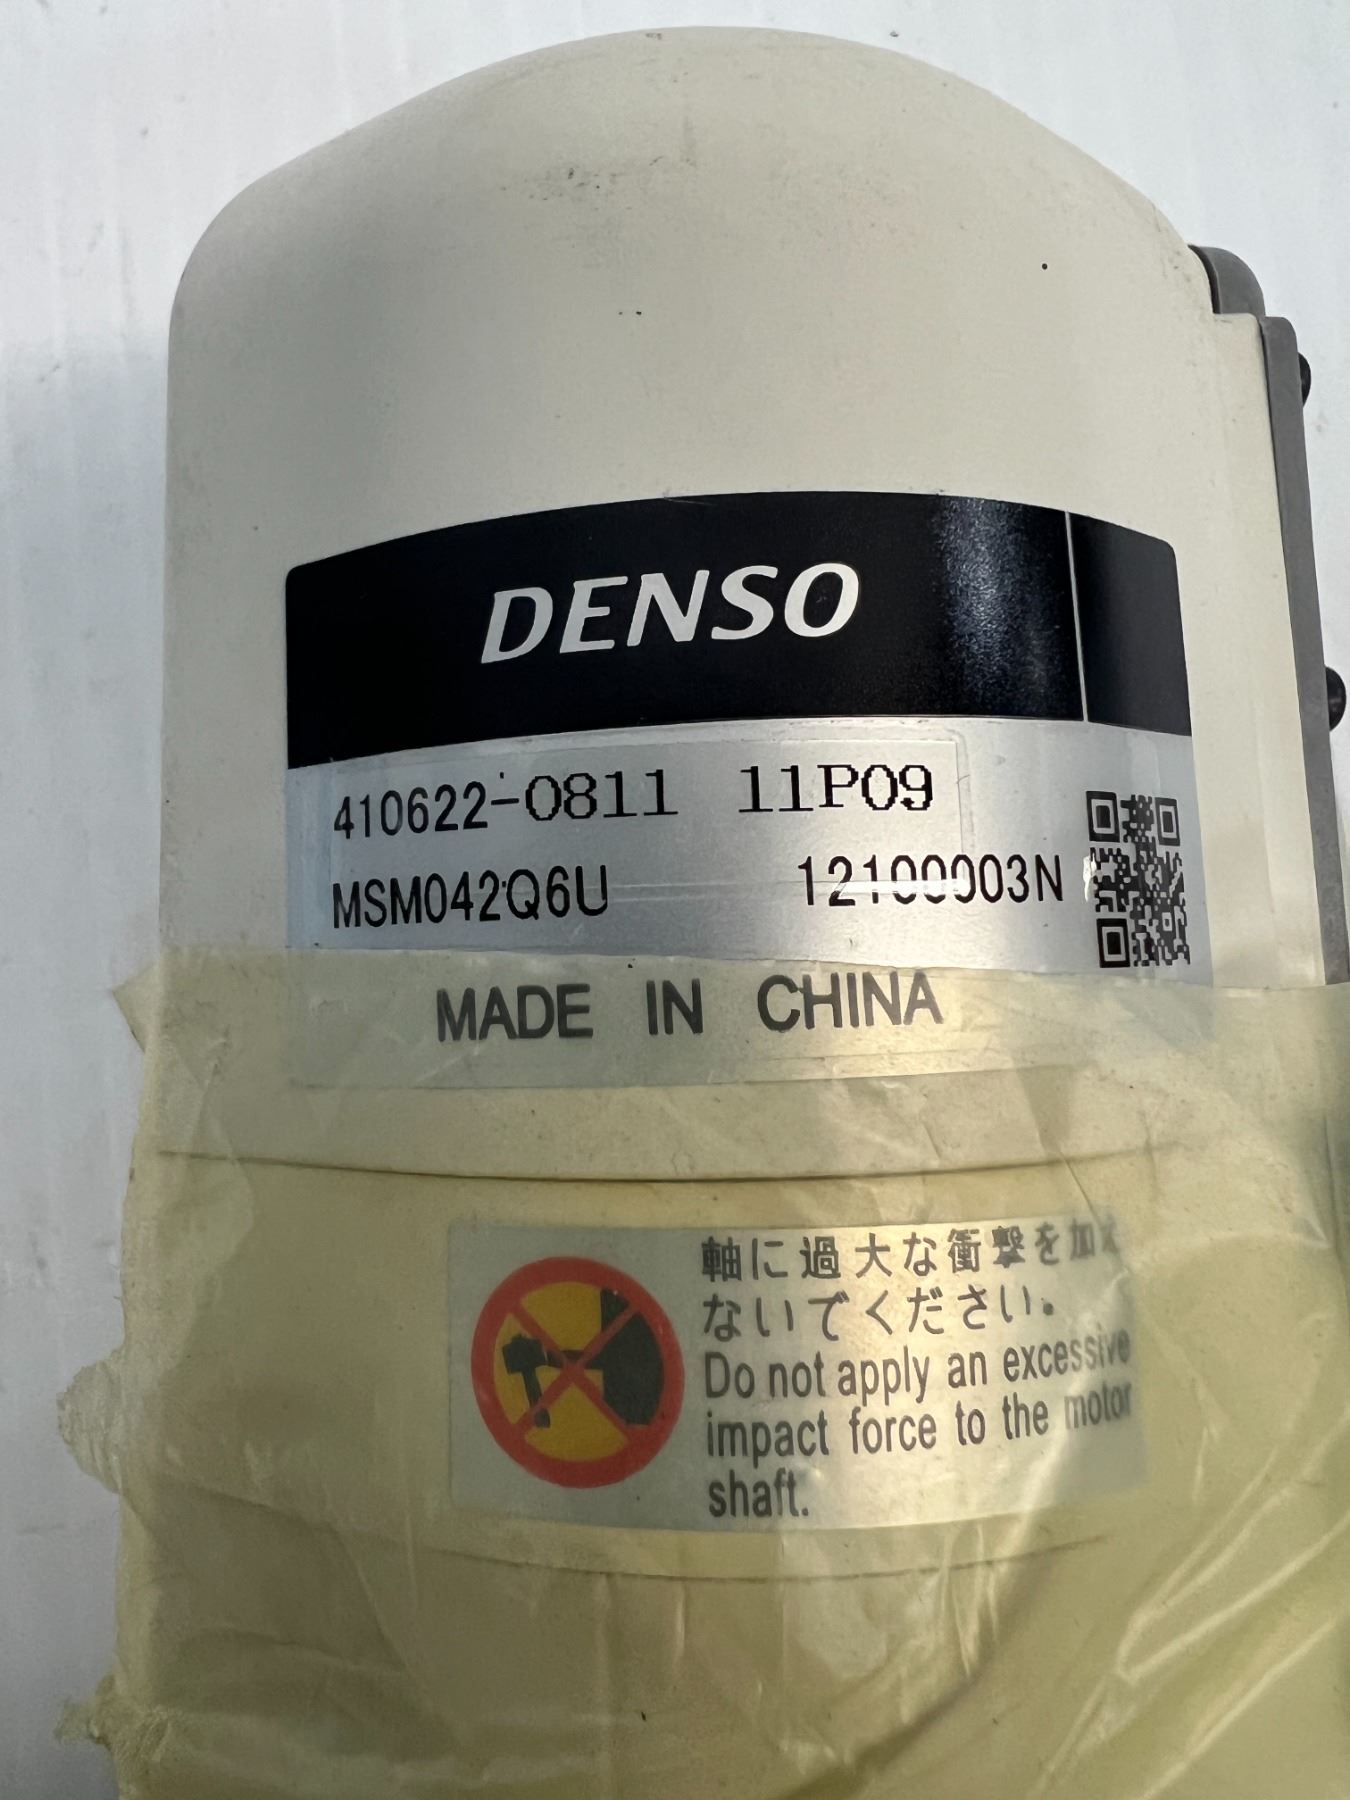 DENSO
410622-0811 11P09
MSM042Q6U 12100003N
MADE IN CHINA
軸に過大な衝撃を加え
ないでください。
Do not apply an excessive
impact force to the motor
shaft.